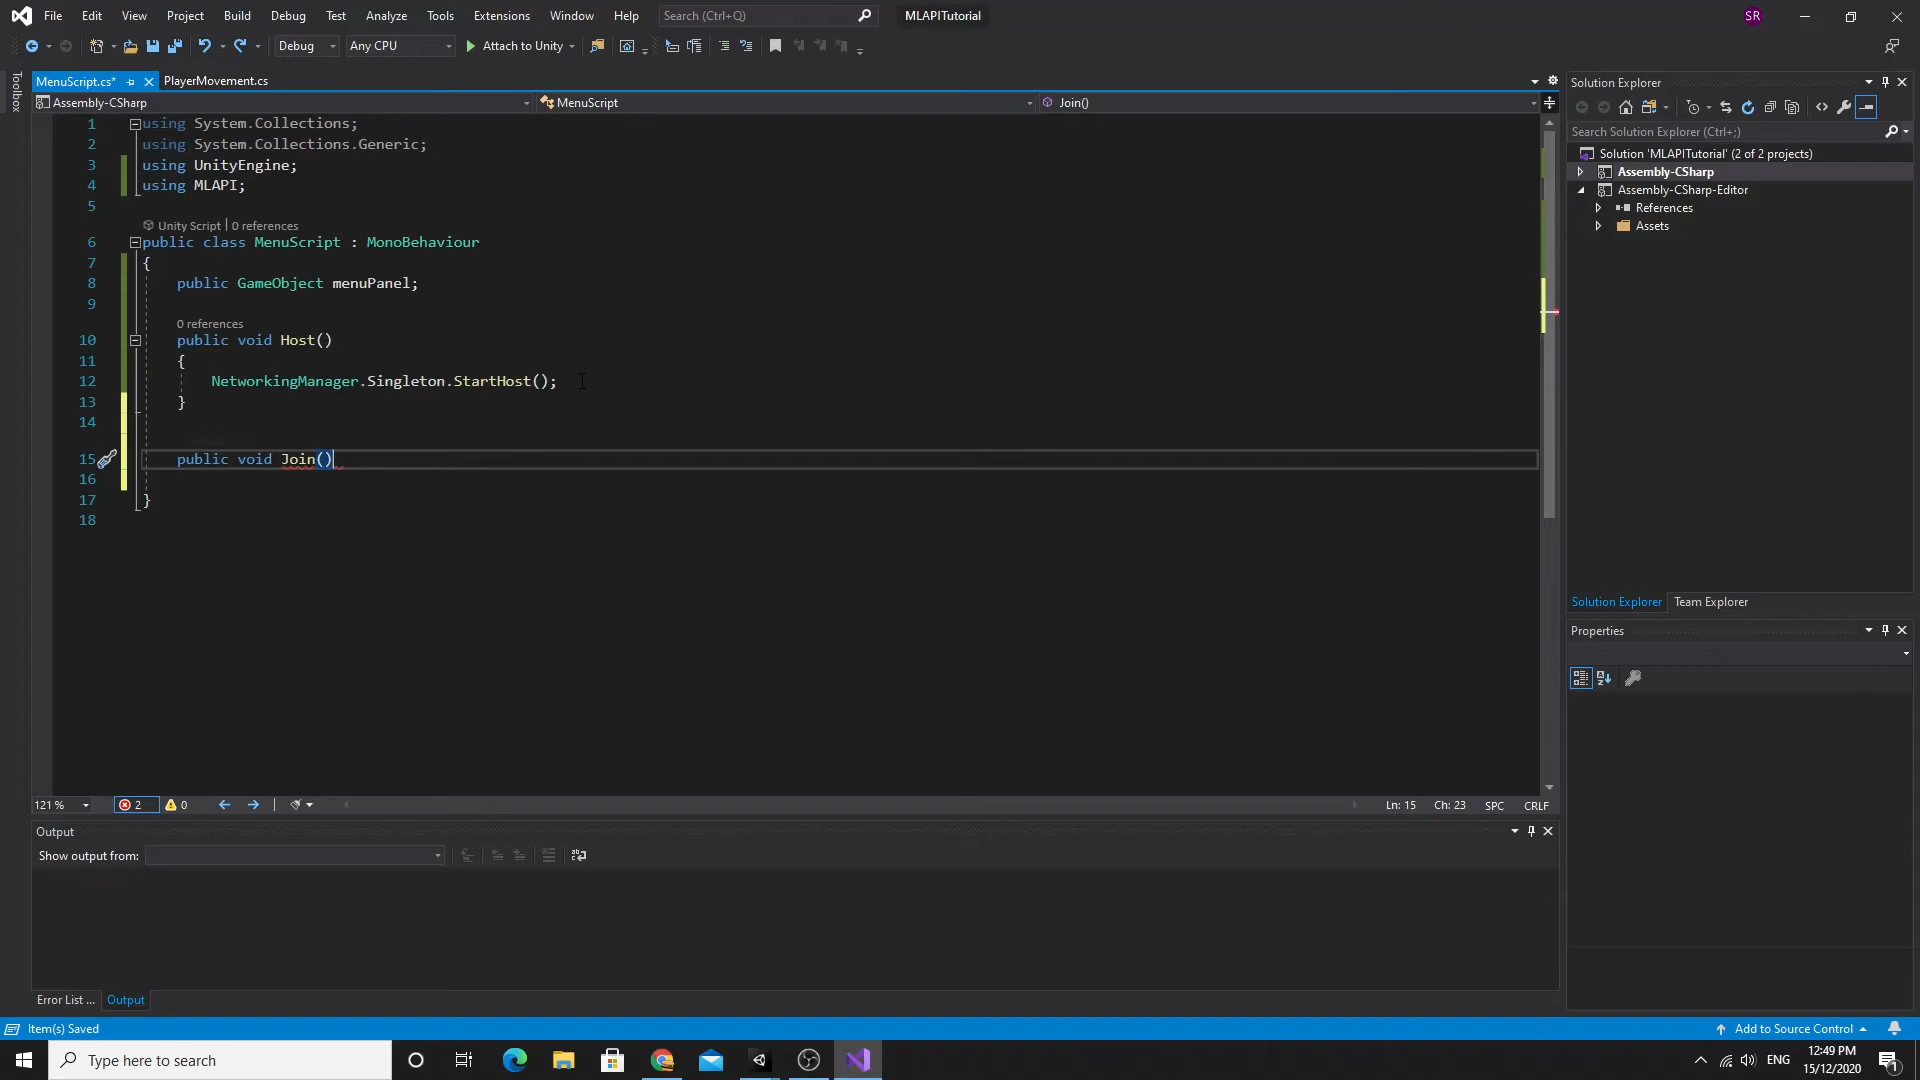 File Edit View Project Build Debug Test Analyze Tools Extensions Window Help Search (Ctrl+Q) MLAPITutorial SR
Debug Any CPU Attach to Unity
Toolbox
MenuScript.cs* PlayerMovement.cs
Assembly-CSharp MenuScript Join()
1 using System.Collections;
2 using System.Collections.Generic;
3 using UnityEngine;
4 using MLAPI;
5
Unity Script | 0 references
6 public class MenuScript : MonoBehaviour
7 {
8 public GameObject menuPanel;
9
0 references
10 public void Host()
11 {
12 NetworkingManager.Singleton.StartHost();
13 }
14
15 public void Join()
16
17 }
18
121 % 2 0 Ln: 15 Ch: 23 SPC CRLF
Output
Show output from:
Error List ... Output
Solution Explorer
Search Solution Explorer (Ctrl+;)
Solution 'MLAPITutorial' (2 of 2 projects)
Assembly-CSharp
Assembly-CSharp-Editor
References
Assets
Solution Explorer Team Explorer
Properties
Item(s) Saved Add to Source Control
Type here to search ENG 12:49 PM
15/12/2020 1